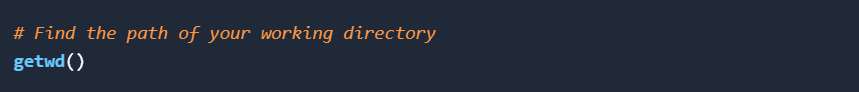 # Find the path of your working directory
getwd()